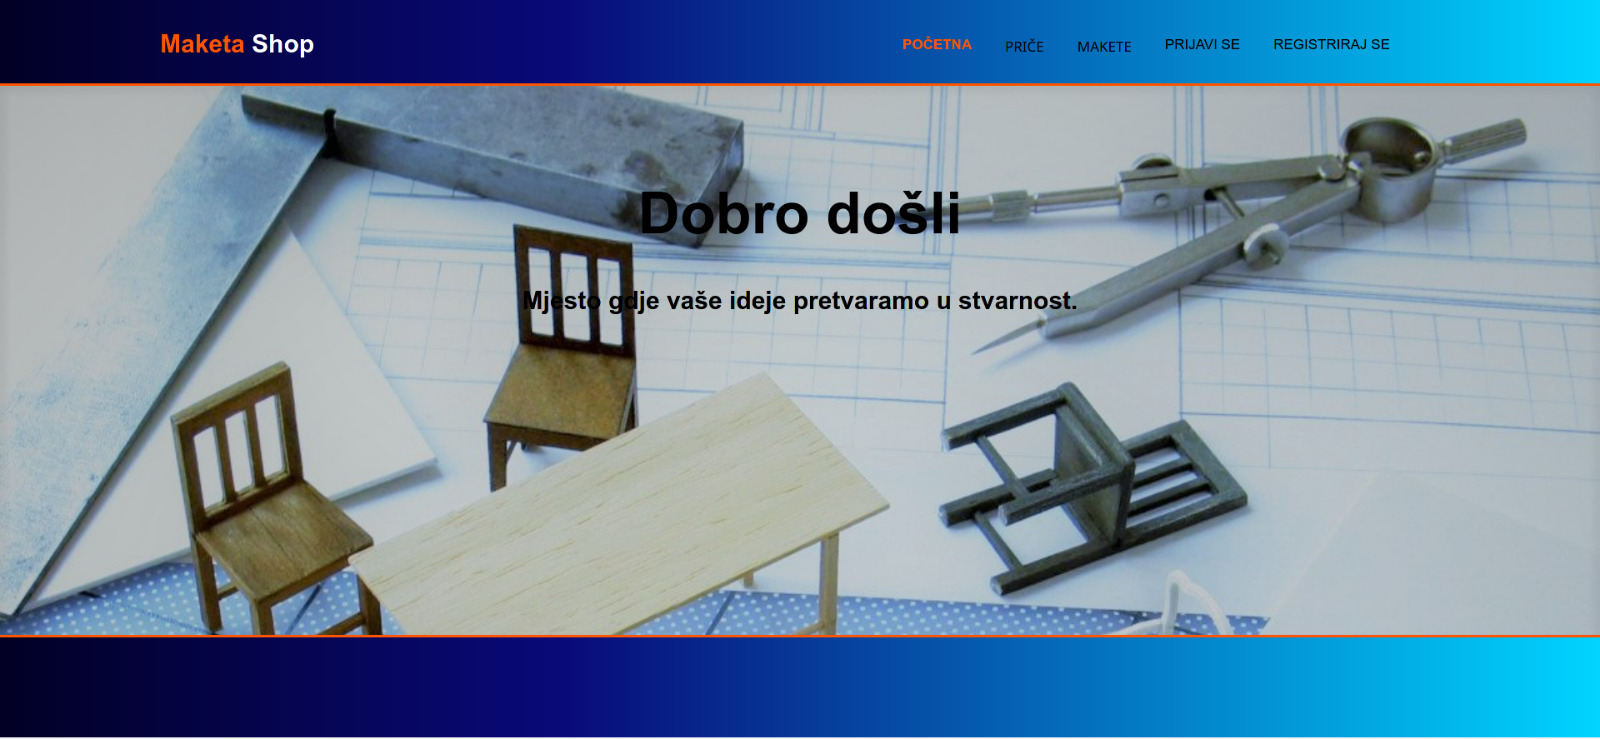 Maketa Shop
POČETNA PRIČE MAKETE PRIJAVI SE REGISTRIRAJ SE
Dobro došli
Mjesto gdje vaše ideje pretvaramo u stvarnost.